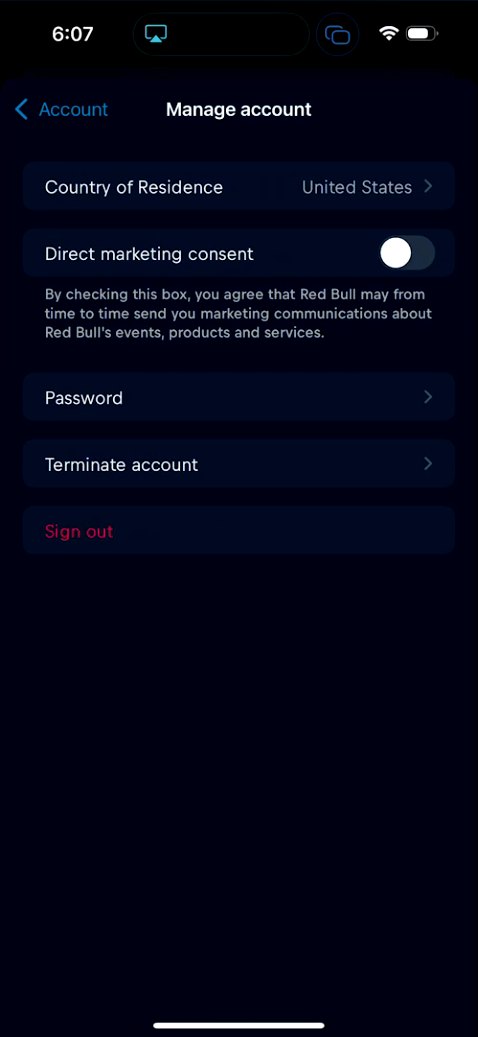 6:07
Account
Manage account
Country of Residence United States
Direct marketing consent
By checking this box, you agree that Red Bull may from
time to time send you marketing communications about
Red Bull's events, products and services.
Password
Terminate account
Sign out